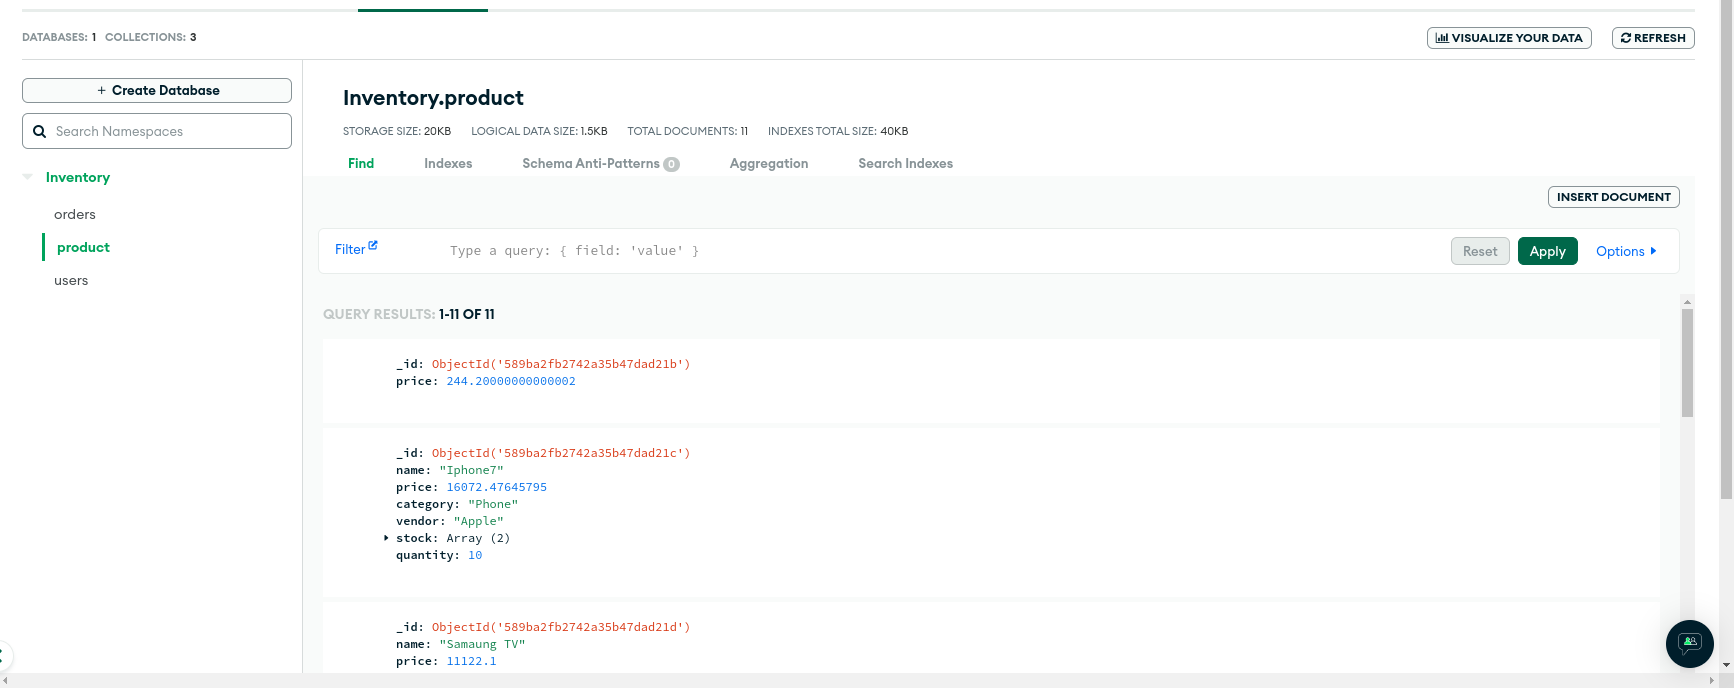 DATABASES: 1 COLLECTIONS: 3
VISUALIZE YOUR DATA
REFRESH
+ Create Database
Search Namespaces
Inventory
orders
product
users
Inventory.product
STORAGE SIZE: 20KB LOGICAL DATA SIZE: 1.5KB TOTAL DOCUMENTS: 11 INDEXES TOTAL SIZE: 40KB
Find Indexes Schema Anti-Patterns 0 Aggregation Search Indexes
INSERT DOCUMENT
Filter Type a query: { field: 'value' } Reset Apply Options
QUERY RESULTS: 1-11 OF 11
_id: ObjectId('589ba2fb2742a35b47dad21b')
price: 244.20000000000002
_id: ObjectId('589ba2fb2742a35b47dad21c')
name: "Iphone7"
price: 16072.47645795
category: "Phone"
vendor: "Apple"
stock: Array (2)
quantity: 10
_id: ObjectId('589ba2fb2742a35b47dad21d')
name: "Samaung TV"
price: 11122.1